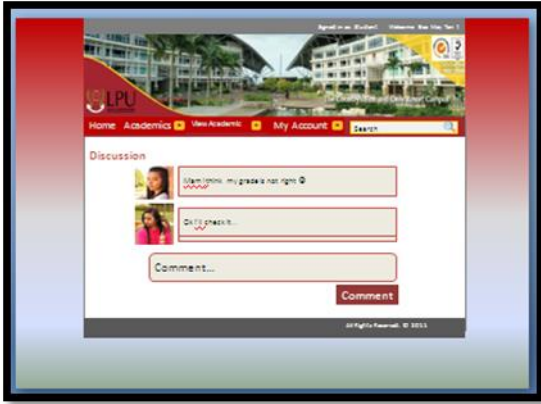 LPU
Home Academics View Academic My Account Search
Discussion
Mam I think my grade is not right ☹
Ok I'll check it...
Comment...
Comment
All Rights Reserved. © 2011